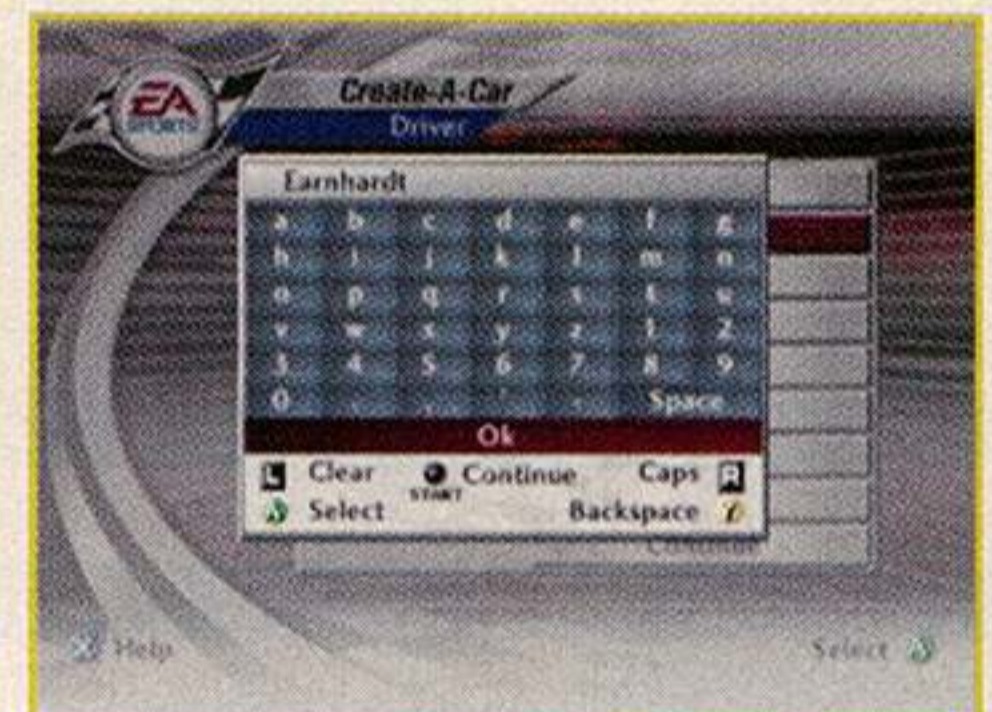 EA
SPORTS
Create-A-Car
Driver
Earnhardt
a b c d e f g
h i j k l m n
o p q r s t u
v w x y z 1 2
3 4 5 6 7 8 9
0 Space
Ok
L Clear START Continue Caps R
Select Backspace
Continue
Help Select